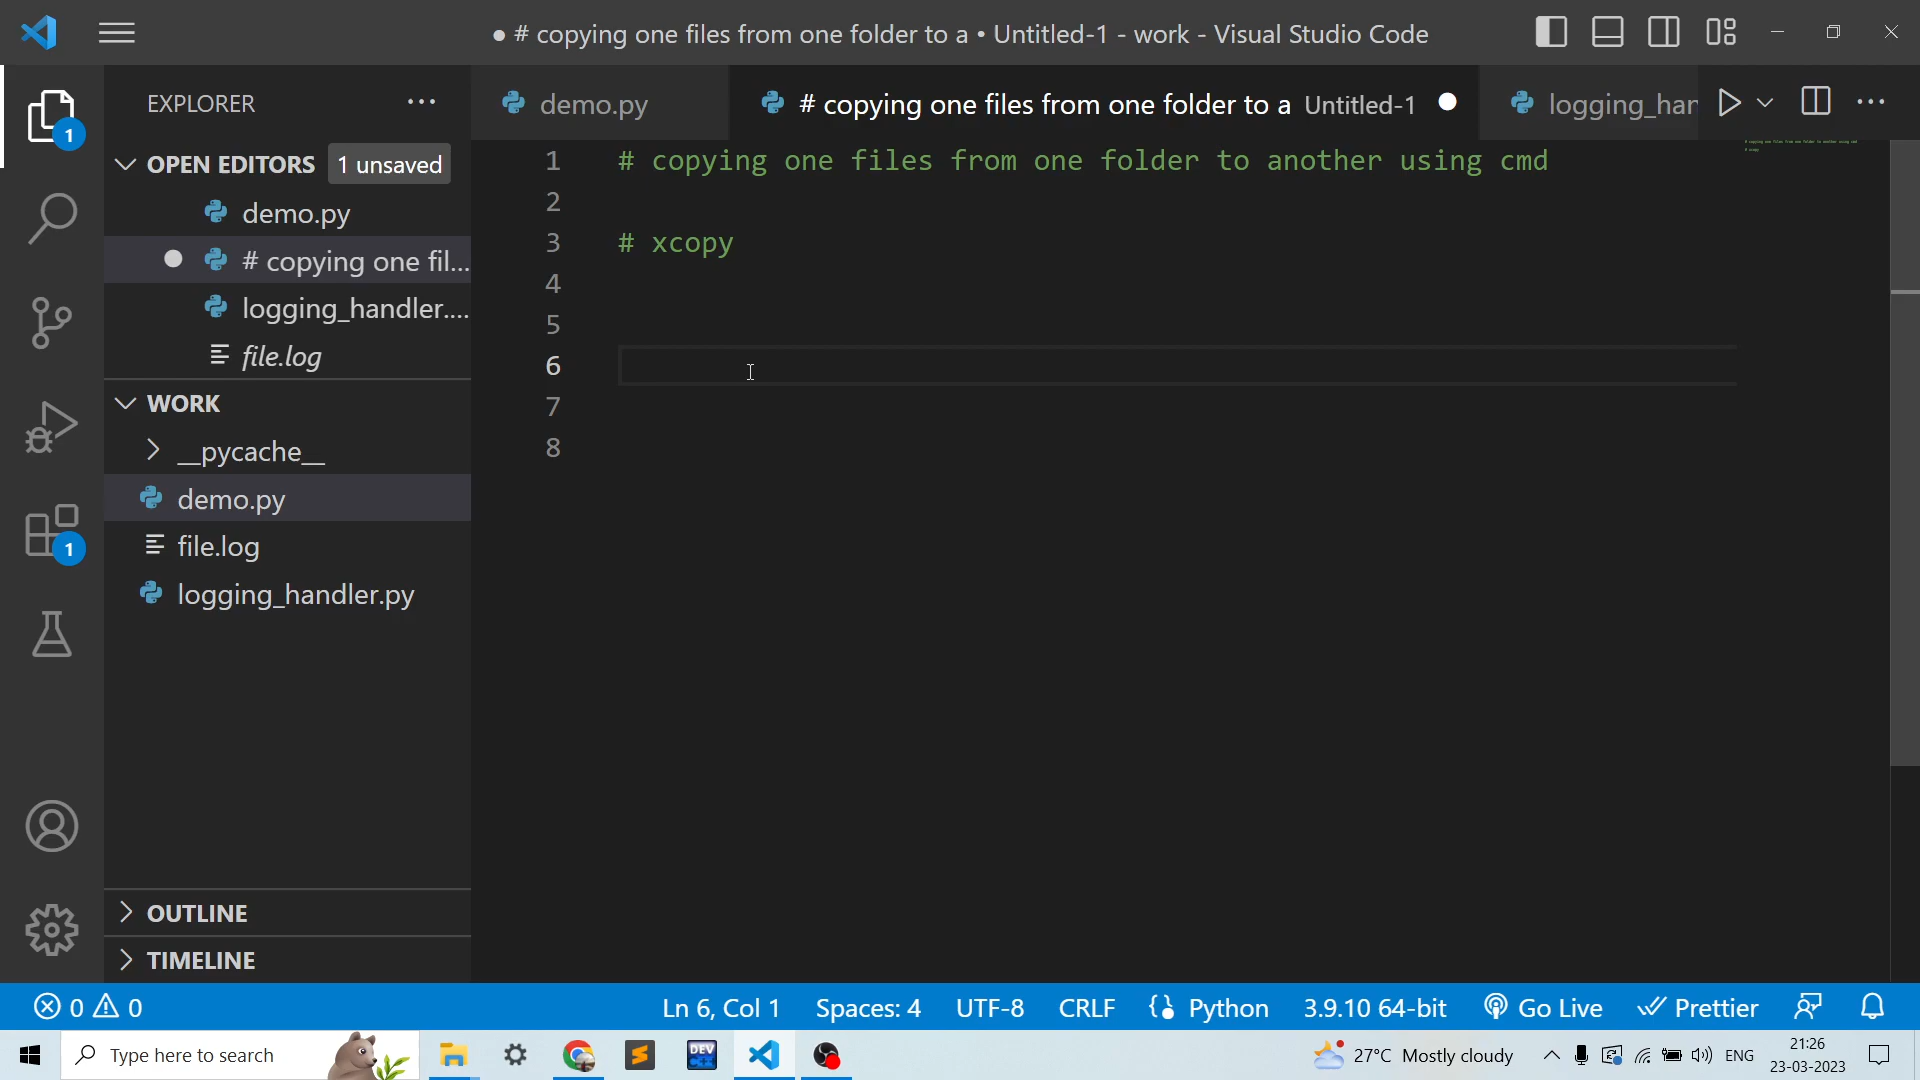 ● # copying one files from one folder to a • Untitled-1 - work - Visual Studio Code
EXPLORER
OPEN EDITORS 1 unsaved
demo.py
# copying one fil...
logging_handler....
file.log
WORK
__pycache__
demo.py
file.log
logging_handler.py
OUTLINE
TIMELINE
1
1
demo.py
# copying one files from one folder to a Untitled-1
logging_han
1 # copying one files from one folder to another using cmd
2
3 # xcopy
4
5
6
7
8
0 0
Ln 6, Col 1 Spaces: 4 UTF-8 CRLF Python 3.9.10 64-bit Go Live Prettier
Type here to search
DEV
27°C Mostly cloudy
ENG
21:26
23-03-2023